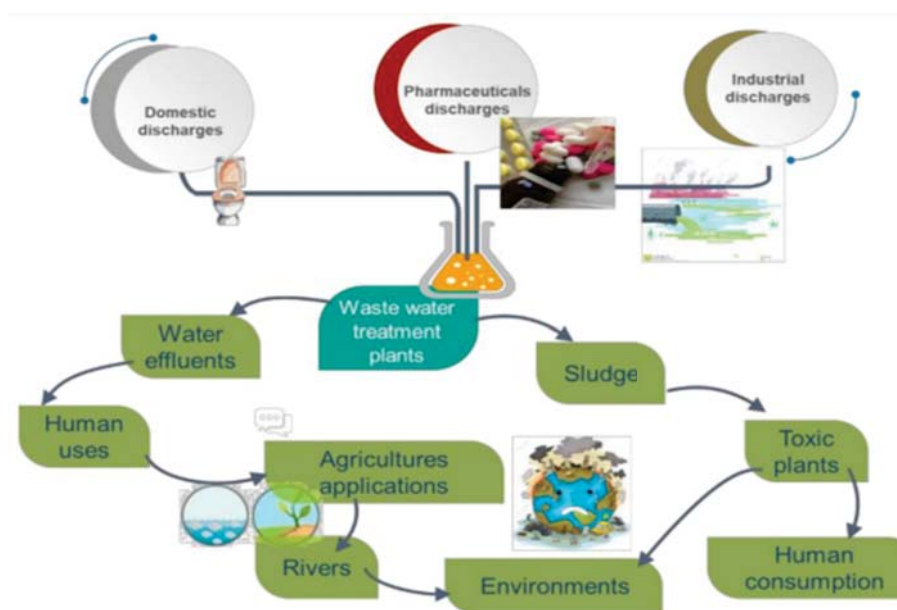 Domestic
discharges
Pharmaceuticals
discharges
Industrial
discharges
Waste water
treatment
plants
Water
effluents
Sludge
Human
uses
Agricultures
applications
Toxic
plants
Rivers
Environments
Human
consumption